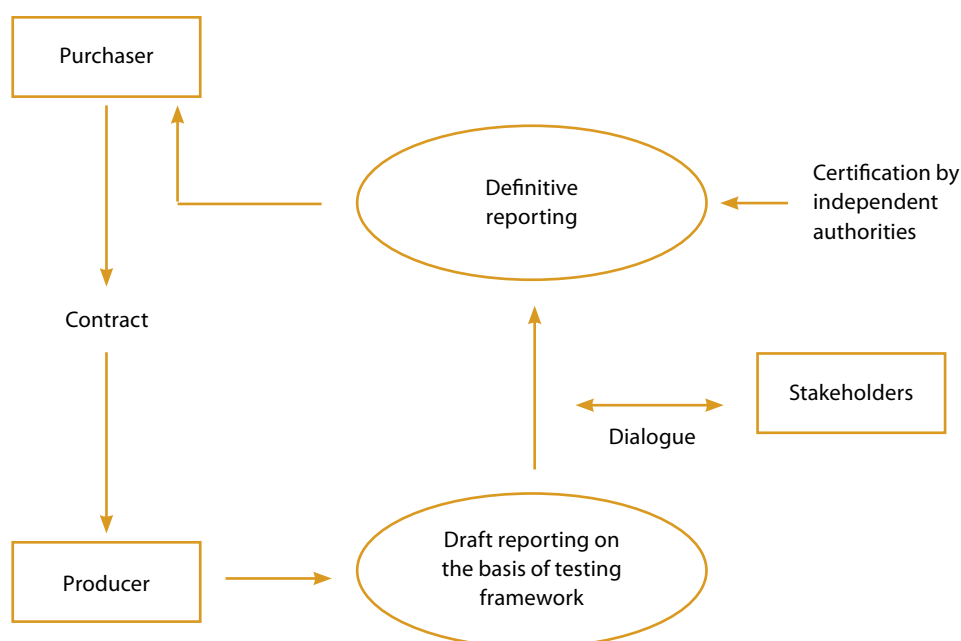 Purchaser
Definitive
reporting
Certification by
independent
authorities
Contract
Stakeholders
Dialogue
Draft reporting on
the basis of testing
framework
Producer